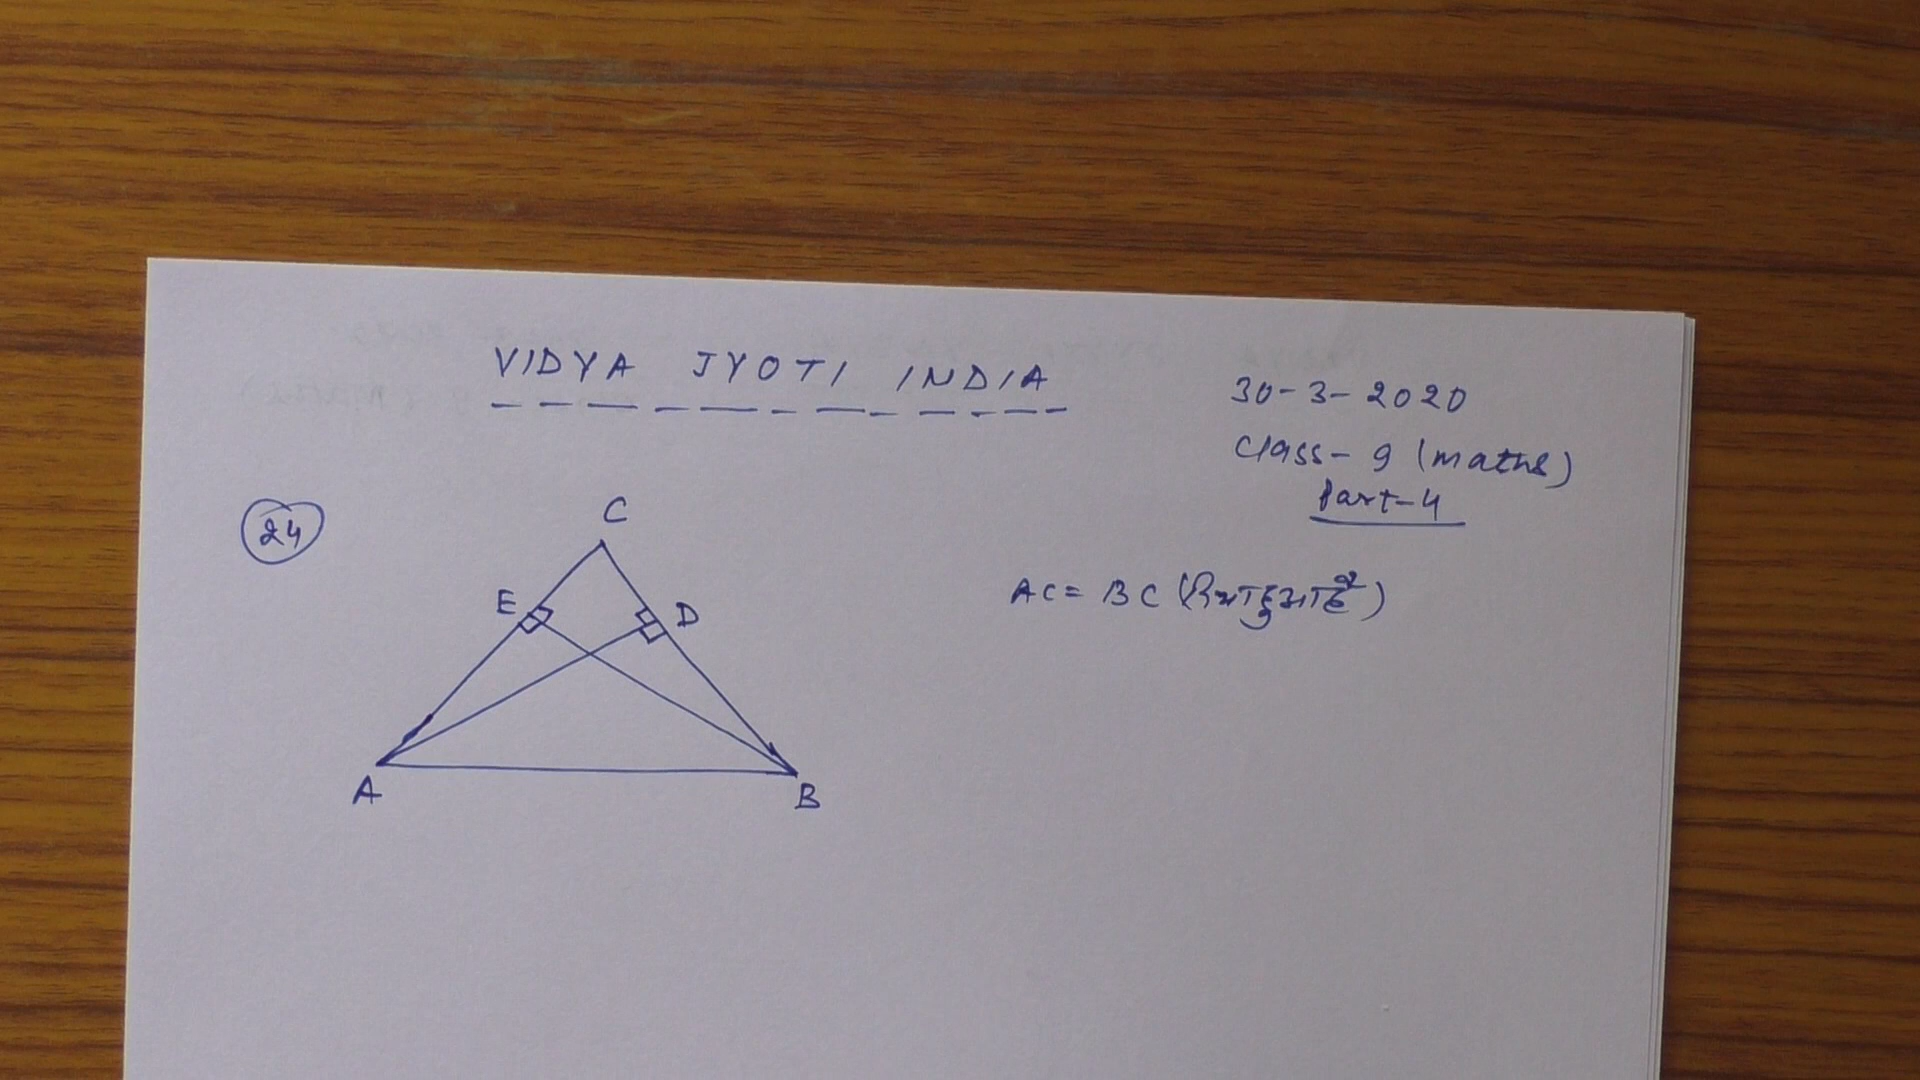 VIDYA JYOTI INDIA
30-3-2020
Class-9 (maths)
Part-4
24
C
E
D
A
B
AC = BC (दिया हुआ है)